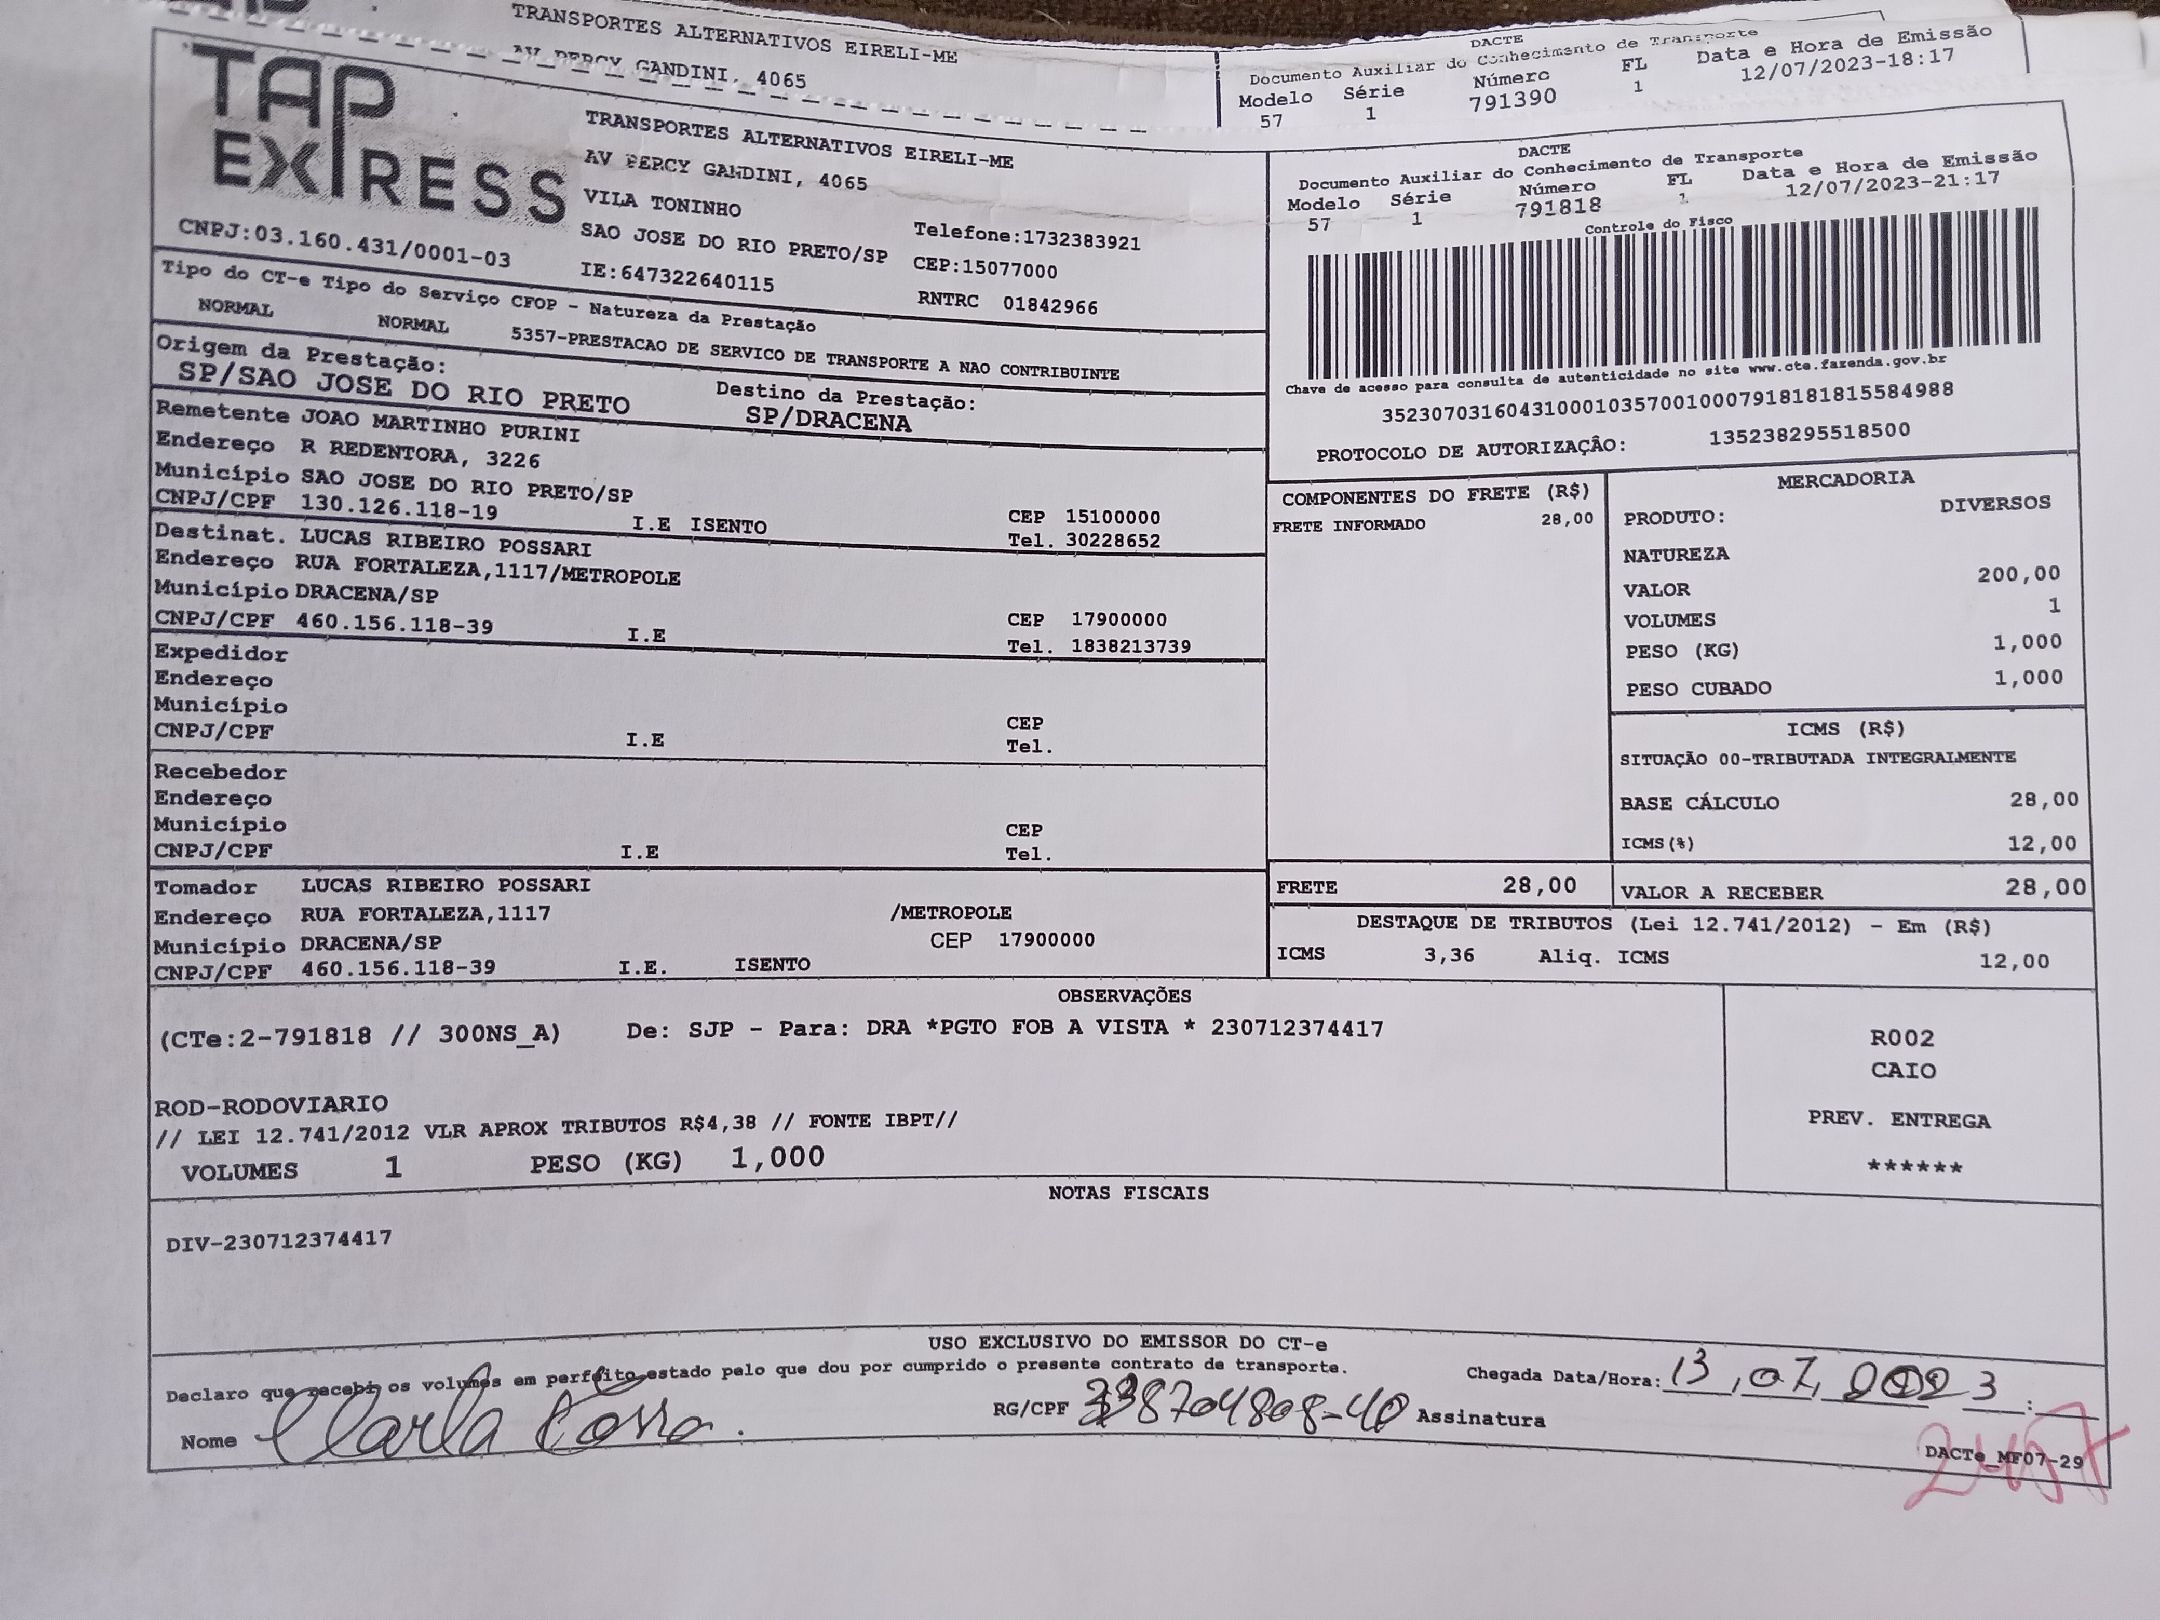 TRANSPORTES ALTERNATIVOS EIRELI-ME
AV PERCY GANDINI, 4065
DACTE
Documento Auxiliar do Conhecimento de Transporte
Modelo Série Número FL Data e Hora de Emissão
57 1 791390 1 12/07/2023-18:17
TAP EXPRESS
CNPJ:03.160.431/0001-03
TRANSPORTES ALTERNATIVOS EIRELI-ME
AV PERCY GANDINI, 4065
VILA TONINHO
SAO JOSE DO RIO PRETO/SP
IE:647322640115
Telefone:1732383921
CEP:15077000
RNTRC 01842966
DACTE
Documento Auxiliar do Conhecimento de Transporte
Modelo Série Número FL Data e Hora de Emissão
57 1 791818 1 12/07/2023-21:17
Controle do Fisco
Chave de acesso para consulta de autenticidade no site www.cte.fazenda.gov.br
35230703160431000103570010007918181815584988
PROTOCOLO DE AUTORIZAÇÂO: 135238295518500
Tipo do CT-e Tipo do Serviço CFOP - Natureza da Prestação
NORMAL NORMAL 5357-PRESTACAO DE SERVICO DE TRANSPORTE A NAO CONTRIBUINTE
Origem da Prestação: Destino da Prestação:
SP/SAO JOSE DO RIO PRETO SP/DRACENA
Remetente JOAO MARTINHO PURINI
Endereço R REDENTORA, 3226
Município SAO JOSE DO RIO PRETO/SP CEP 15100000
CNPJ/CPF 130.126.118-19 I.E ISENTO Tel. 30228652
Destinat. LUCAS RIBEIRO POSSARI
Endereço RUA FORTALEZA,1117/METROPOLE
Município DRACENA/SP CEP 17900000
CNPJ/CPF 460.156.118-39 I.E Tel. 1838213739
Expedidor
Endereço
Município CEP
CNPJ/CPF I.E Tel.
Recebedor
Endereço
Município CEP
CNPJ/CPF I.E Tel.
Tomador LUCAS RIBEIRO POSSARI
Endereço RUA FORTALEZA,1117 /METROPOLE
Município DRACENA/SP CEP 17900000
CNPJ/CPF 460.156.118-39 I.E. ISENTO
COMPONENTES DO FRETE (R$)
FRETE INFORMADO 28,00
MERCADORIA
PRODUTO: DIVERSOS
NATUREZA
VALOR 200,00
VOLUMES 1
PESO (KG) 1,000
PESO CUBADO 1,000
ICMS (R$)
SITUAÇÃO 00-TRIBUTADA INTEGRALMENTE
BASE CÁLCULO 28,00
ICMS(%) 12,00
FRETE 28,00 VALOR A RECEBER 28,00
DESTAQUE DE TRIBUTOS (Lei 12.741/2012) - Em (R$)
ICMS 3,36 Aliq. ICMS 12,00
OBSERVAÇÕES
(CTe:2-791818 // 300NS_A) De: SJP - Para: DRA *PGTO FOB A VISTA * 230712374417
ROD-RODOVIARIO
// LEI 12.741/2012 VLR APROX TRIBUTOS R$4,38 // FONTE IBPT//
VOLUMES 1 PESO (KG) 1,000
R002
CAIO
PREV. ENTREGA
******
NOTAS FISCAIS
DIV-230712374417
USO EXCLUSIVO DO EMISSOR DO CT-e
Declaro que recebi os volumes em perfeito estado pelo que dou por cumprido o presente contrato de transporte.
Chegada Data/Hora: 13, 07, 2023 :
Nome Carla RG/CPF Assinatura
DACTe_MF07-29